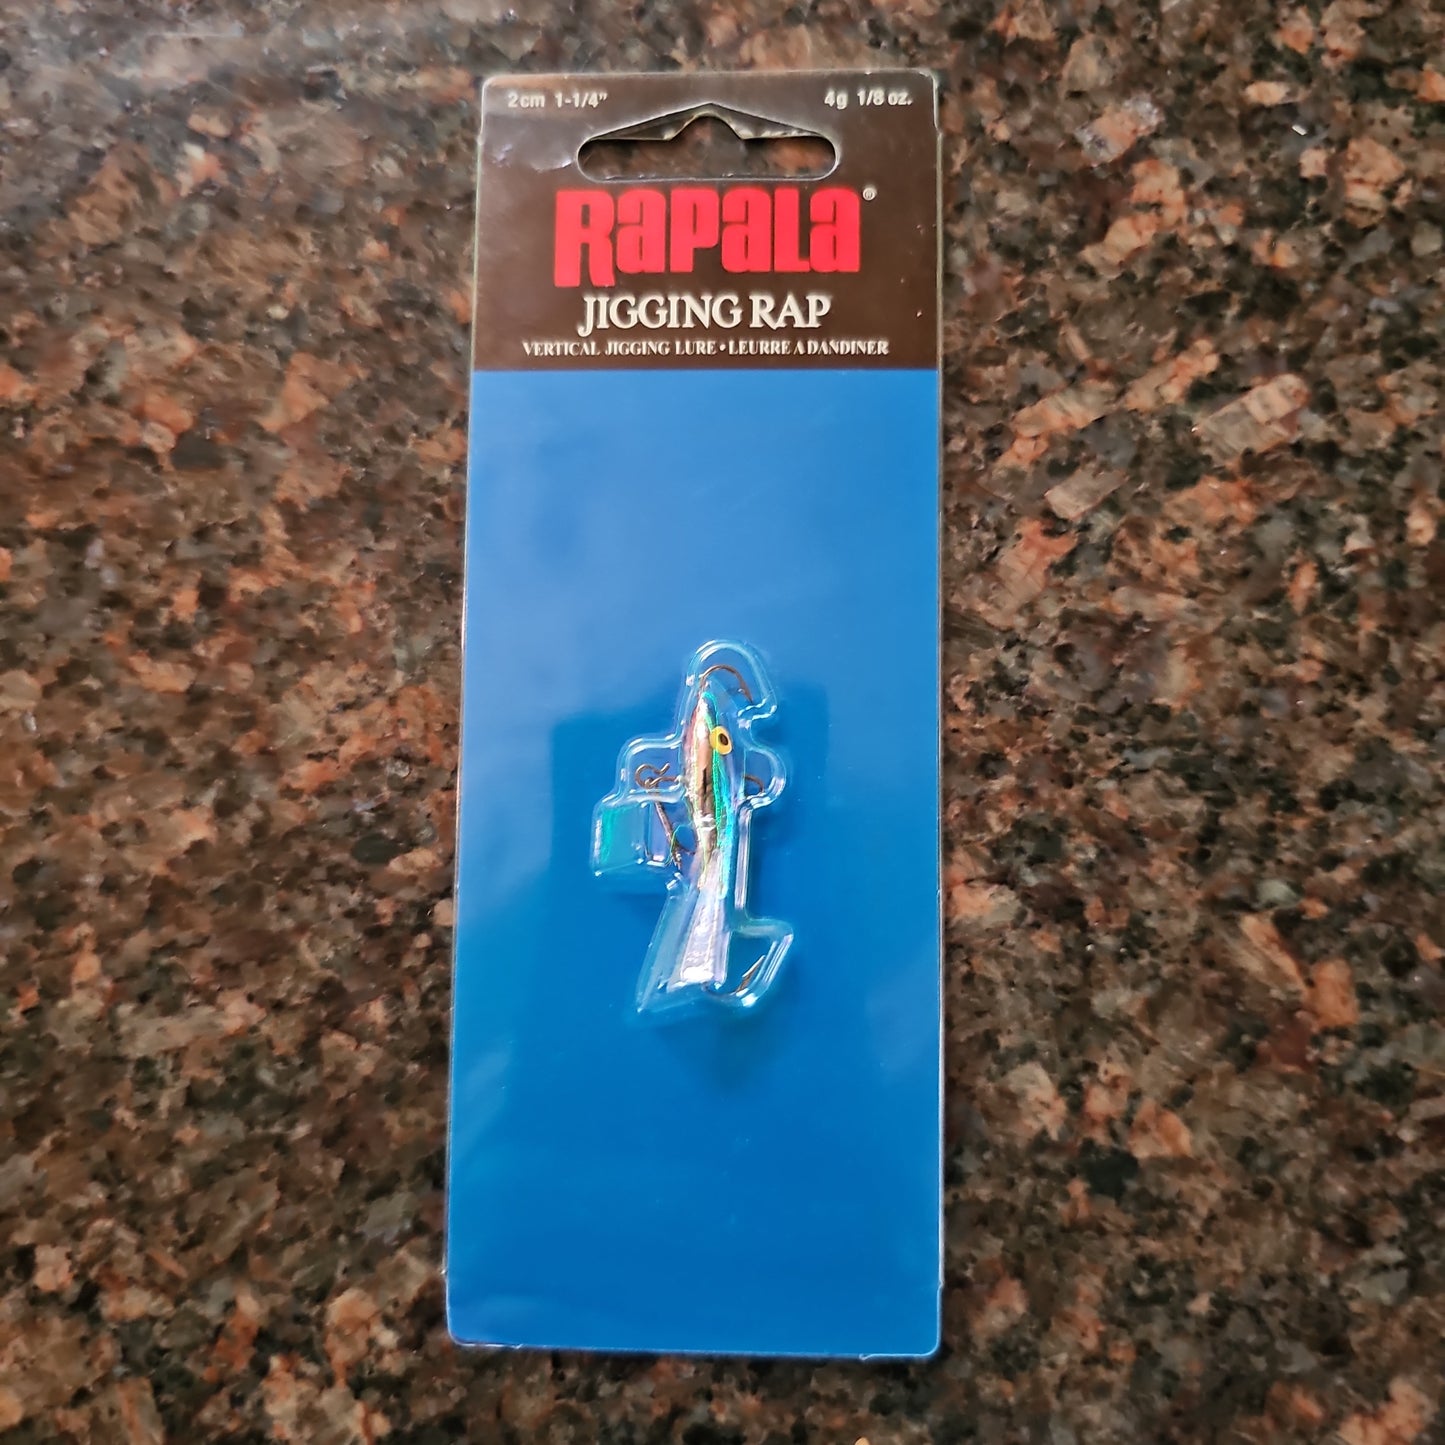 2cm 1-1/4" 4g 1/8 oz.
RAPALA®
JIGGING RAP
VERTICAL JIGGING LURE • LEURRE A DANDINER